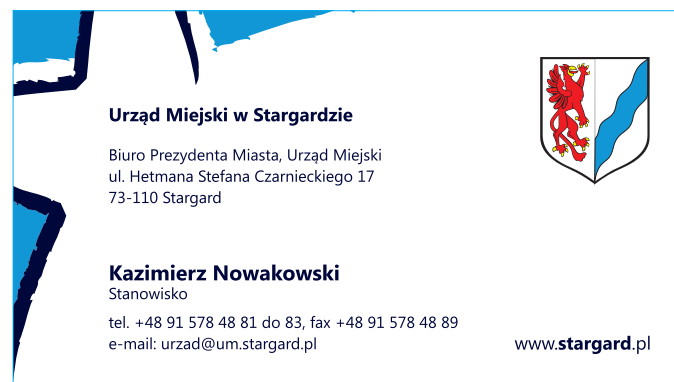 Urząd Miejski w Stargardzie
Biuro Prezydenta Miasta, Urząd Miejski
ul. Hetmana Stefana Czarnieckiego 17
73-110 Stargard
Kazimierz Nowakowski
Stanowisko
tel. +48 91 578 48 81 do 83, fax +48 91 578 48 89
e-mail: urzad@um.stargard.pl
www.stargard.pl